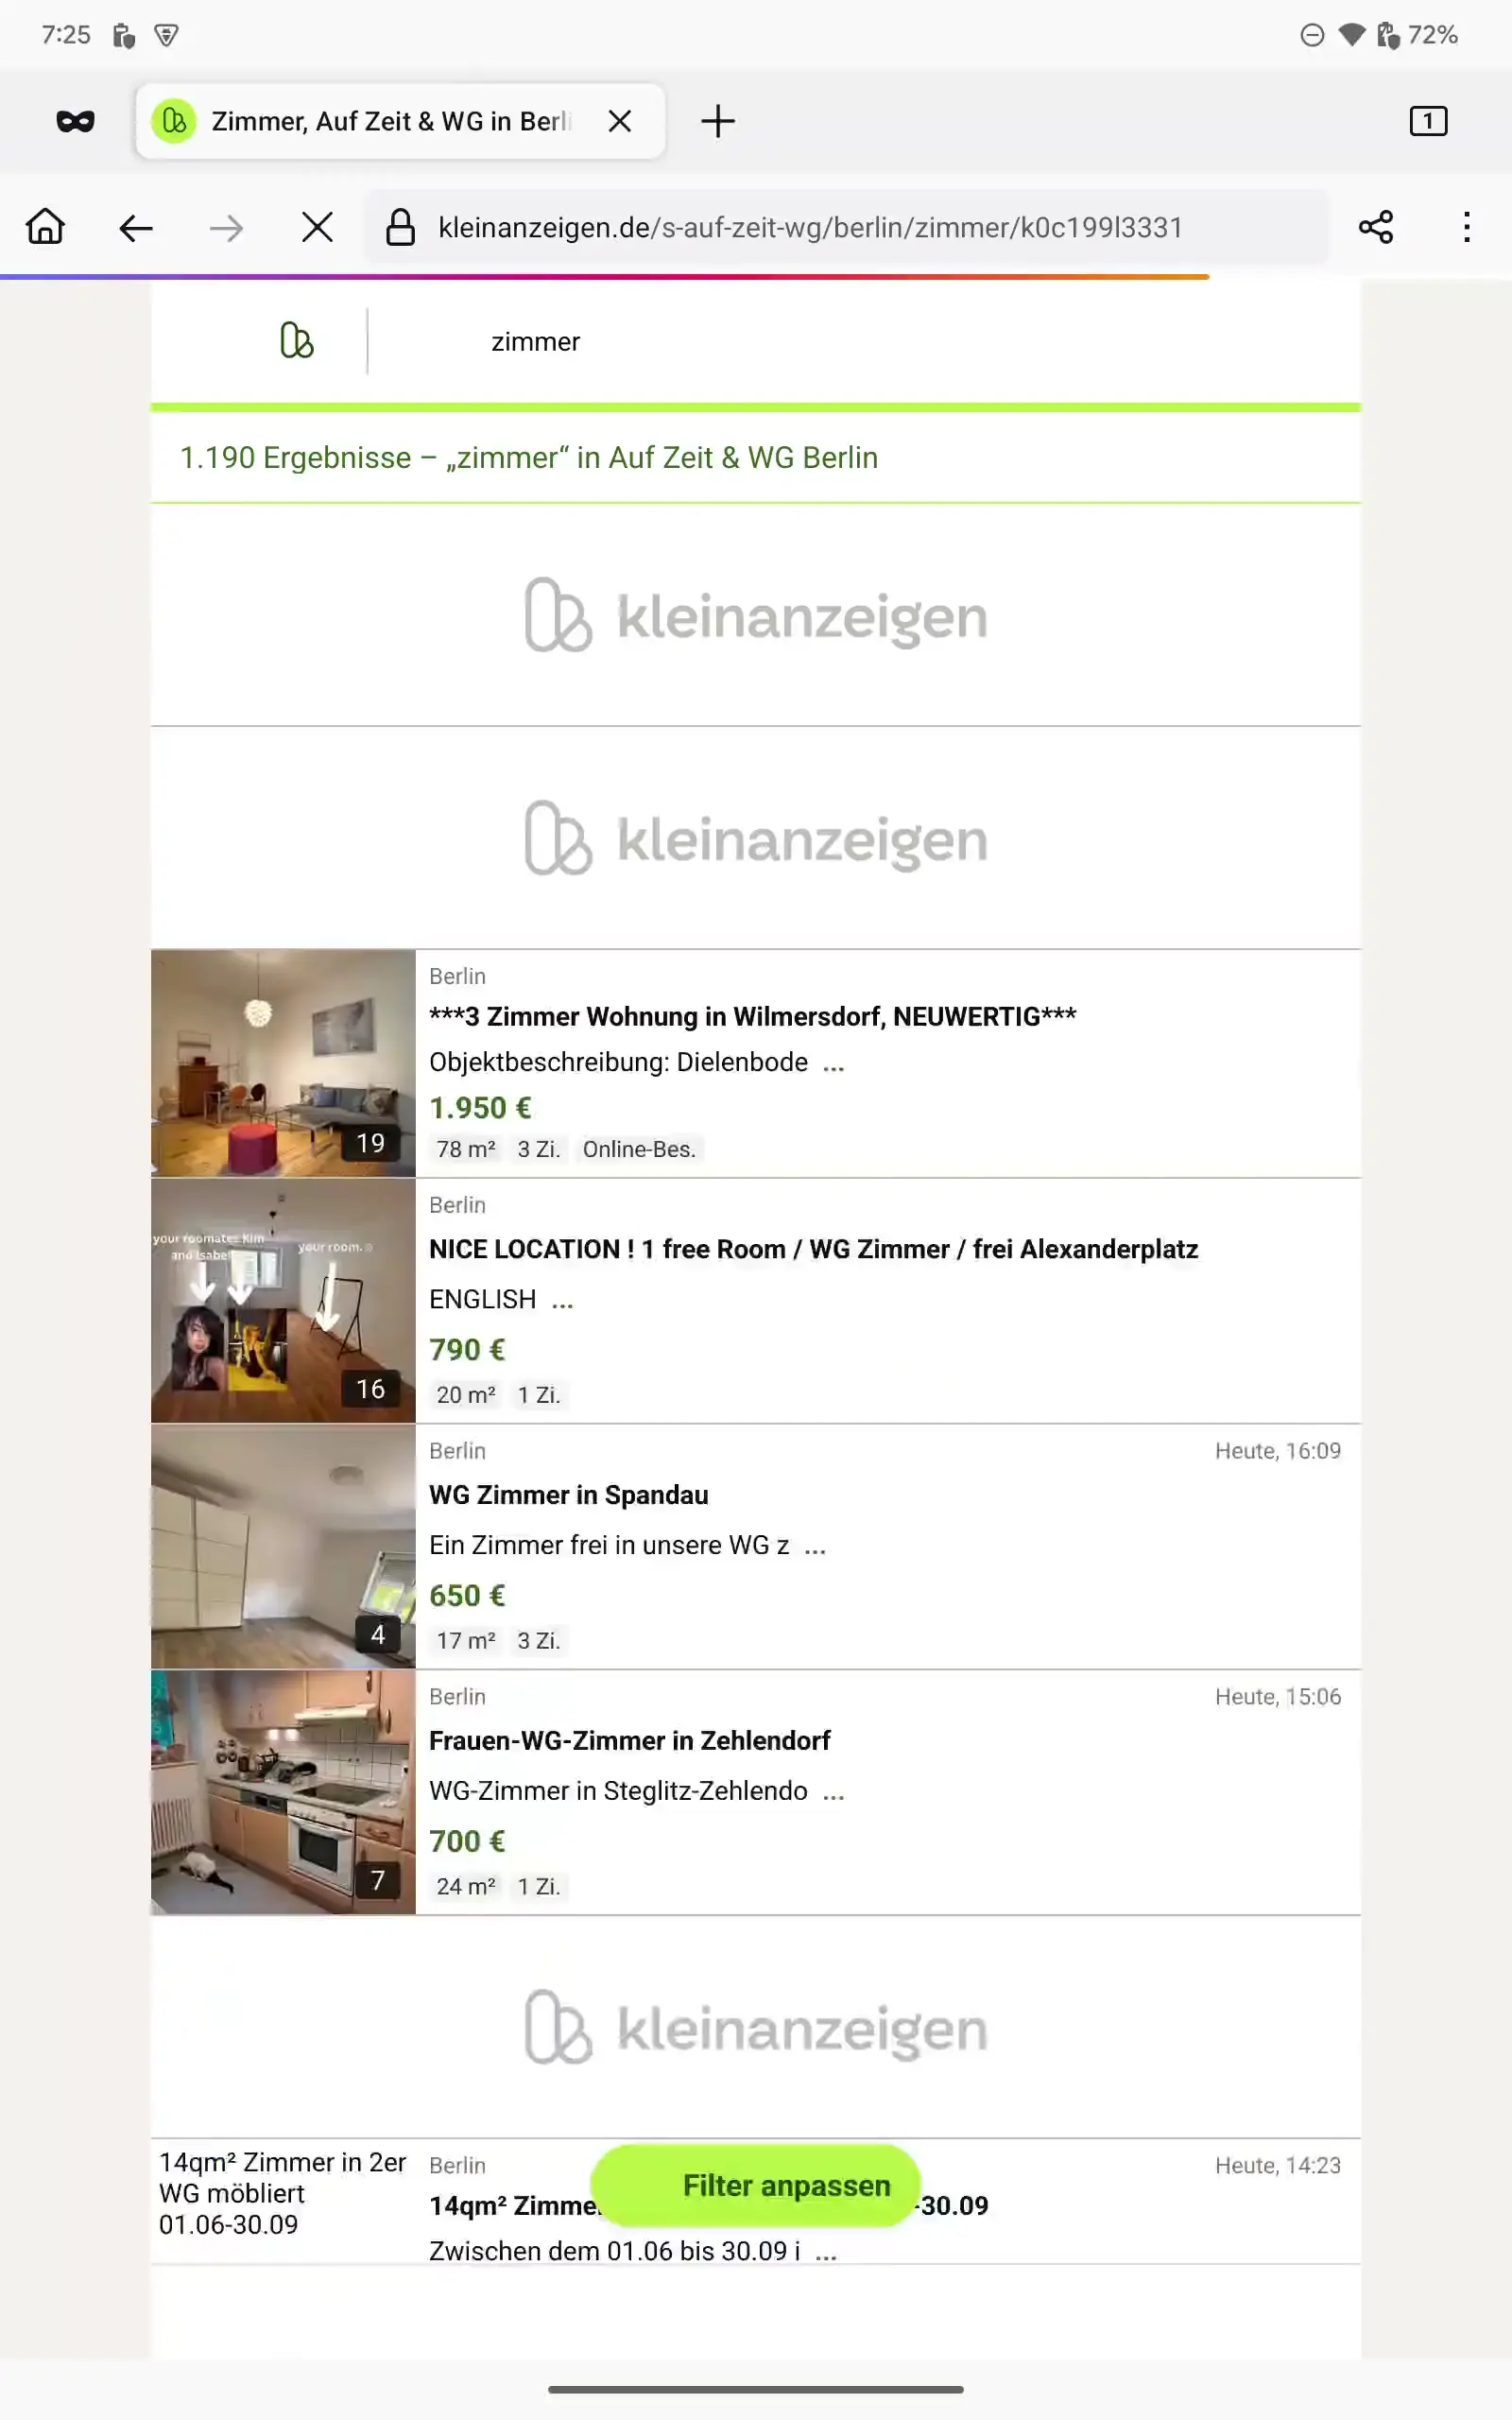 7:25
72%
Zimmer, Auf Zeit & WG in Berli
1
kleinanzeigen.de/s-auf-zeit-wg/berlin/zimmer/k0c199l3331
zimmer
1.190 Ergebnisse – „zimmer“ in Auf Zeit & WG Berlin
kleinanzeigen
kleinanzeigen
19
Berlin
***3 Zimmer Wohnung in Wilmersdorf, NEUWERTIG***
Objektbeschreibung: Dielenbode ...
1.950 €
78 m² 3 Zi. Online-Bes.
your roomates Kim
and Isabel
your room.
16
Berlin
NICE LOCATION ! 1 free Room / WG Zimmer / frei Alexanderplatz
ENGLISH ...
790 €
20 m² 1 Zi.
4
Berlin
Heute, 16:09
WG Zimmer in Spandau
Ein Zimmer frei in unsere WG z ...
650 €
17 m² 3 Zi.
7
Berlin
Heute, 15:06
Frauen-WG-Zimmer in Zehlendorf
WG-Zimmer in Steglitz-Zehlendo ...
700 €
24 m² 1 Zi.
kleinanzeigen
14qm² Zimmer in 2er
WG möbliert
01.06-30.09
Berlin
Heute, 14:23
14qm² Zimme
-30.09
Zwischen dem 01.06 bis 30.09 i ...
Filter anpassen